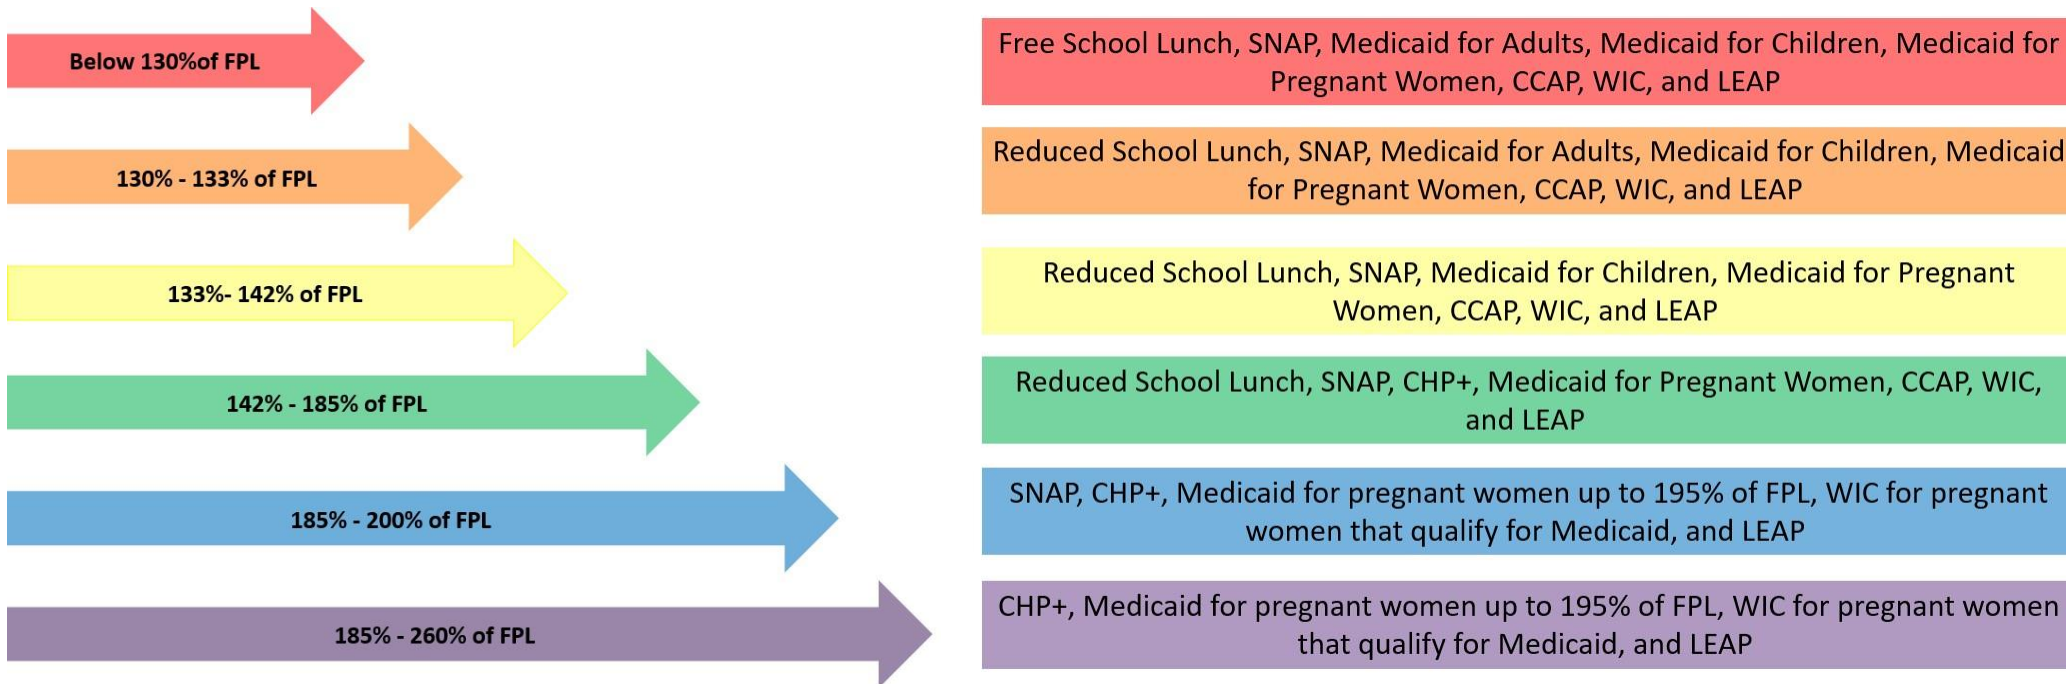 Below 130%of FPL
Free School Lunch, SNAP, Medicaid for Adults, Medicaid for Children, Medicaid for
Pregnant Women, CCAP, WIC, and LEAP
130% - 133% of FPL
Reduced School Lunch, SNAP, Medicaid for Adults, Medicaid for Children, Medicaid
for Pregnant Women, CCAP, WIC, and LEAP
133%- 142% of FPL
Reduced School Lunch, SNAP, Medicaid for Children, Medicaid for Pregnant
Women, CCAP, WIC, and LEAP
142% - 185% of FPL
Reduced School Lunch, SNAP, CHP+, Medicaid for Pregnant Women, CCAP, WIC,
and LEAP
185% - 200% of FPL
SNAP, CHP+, Medicaid for pregnant women up to 195% of FPL, WIC for pregnant
women that qualify for Medicaid, and LEAP
185% - 260% of FPL
CHP+, Medicaid for pregnant women up to 195% of FPL, WIC for pregnant women
that qualify for Medicaid, and LEAP